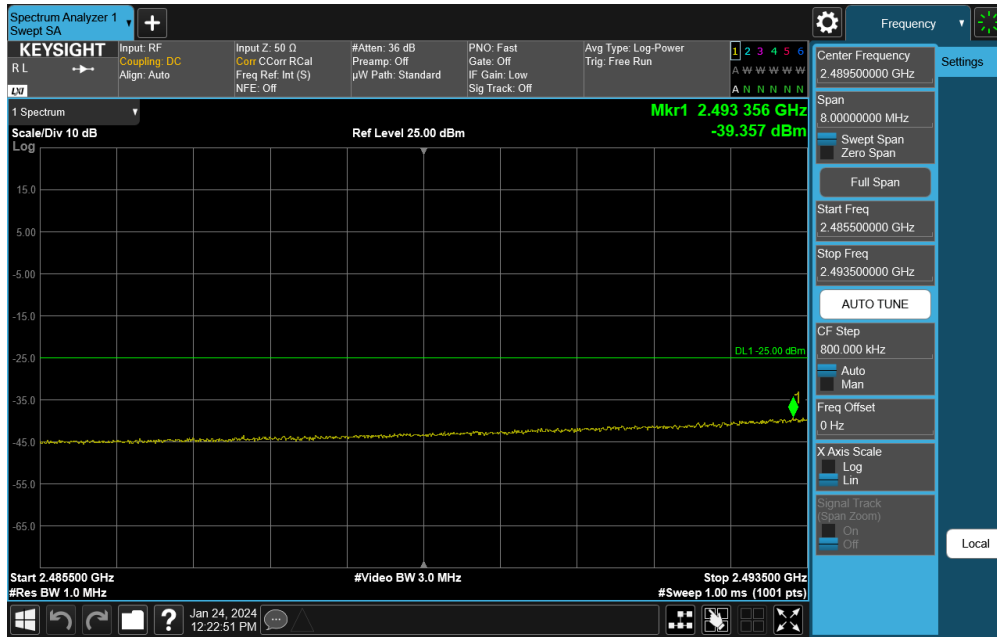 Spectrum Analyzer 1
Swept SA
KEYSIGHT
R L
LXI
Input: RF
Coupling: DC
Align: Auto
Input Z: 50 Ω
Corr CCorr RCal
Freq Ref: Int (S)
NFE: Off
#Atten: 36 dB
Preamp: Off
µW Path: Standard
PNO: Fast
Gate: Off
IF Gain: Low
Sig Track: Off
Avg Type: Log-Power
Trig: Free Run
1 2 3 4 5 6
A W W W W W
A N N N N N
1 Spectrum
Scale/Div 10 dB
Log
Ref Level 25.00 dBm
Mkr1 2.493 356 GHz
-39.357 dBm
15.0
5.00
-5.00
-15.0
-25.0
DL1 -25.00 dBm
-35.0
1
-45.0
-55.0
-65.0
Start 2.485500 GHz
#Video BW 3.0 MHz
Stop 2.493500 GHz
#Res BW 1.0 MHz
#Sweep 1.00 ms (1001 pts)
Jan 24, 2024
12:22:51 PM
?
Frequency
Settings
Center Frequency
2.489500000 GHz
Span
8.00000000 MHz
Swept Span
Zero Span
Full Span
Start Freq
2.485500000 GHz
Stop Freq
2.493500000 GHz
AUTO TUNE
CF Step
800.000 kHz
Auto
Man
Freq Offset
0 Hz
X Axis Scale
Log
Lin
Signal Track
(Span Zoom)
On
Off
Local